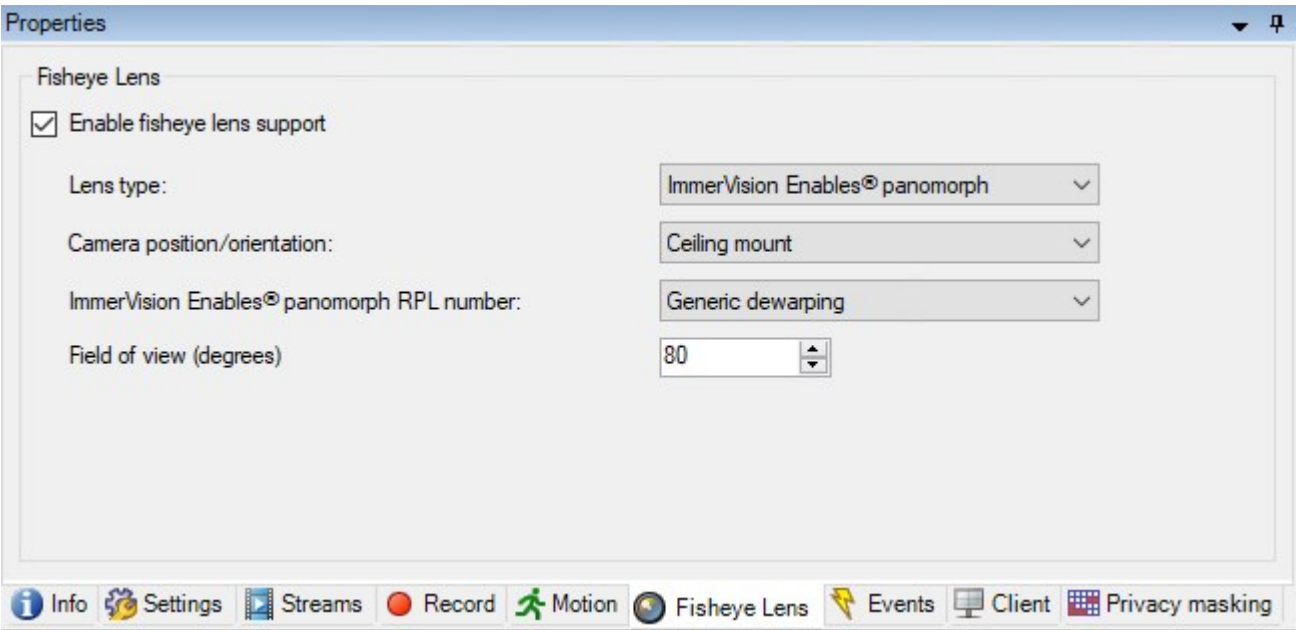 Properties
Fisheye Lens
Enable fisheye lens support
Lens type: ImmerVision Enables® panomorph
Camera position/orientation: Ceiling mount
ImmerVision Enables® panomorph RPL number: Generic dewarping
Field of view (degrees) 80
Info Settings Streams Record Motion Fisheye Lens Events Client Privacy masking